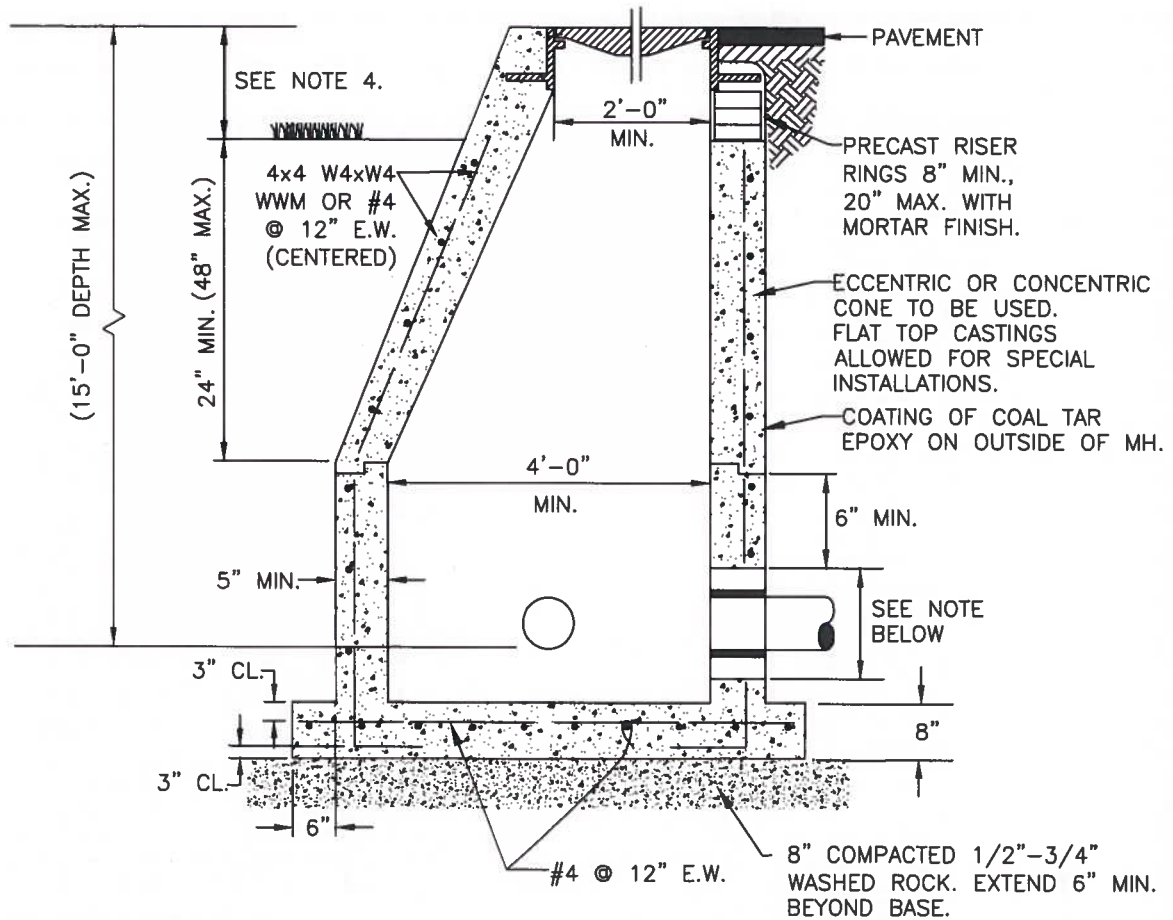 PAVEMENT
SEE NOTE 4.
2'-0"
MIN.
PRECAST RISER
RINGS 8" MIN.,
20" MAX. WITH
MORTAR FINISH.
4x4 W4xW4
WWM OR #4
@ 12" E.W.
(CENTERED)
(15'-0" DEPTH MAX.)
24" MIN. (48" MAX.)
ECCENTRIC OR CONCENTRIC
CONE TO BE USED.
FLAT TOP CASTINGS
ALLOWED FOR SPECIAL
INSTALLATIONS.
COATING OF COAL TAR
EPOXY ON OUTSIDE OF MH.
4'-0"
MIN.
6" MIN.
5" MIN.
SEE NOTE
BELOW
3" CL.
8"
3" CL.
6"
#4 @ 12" E.W.
8" COMPACTED 1/2"-3/4"
WASHED ROCK. EXTEND 6" MIN.
BEYOND BASE.